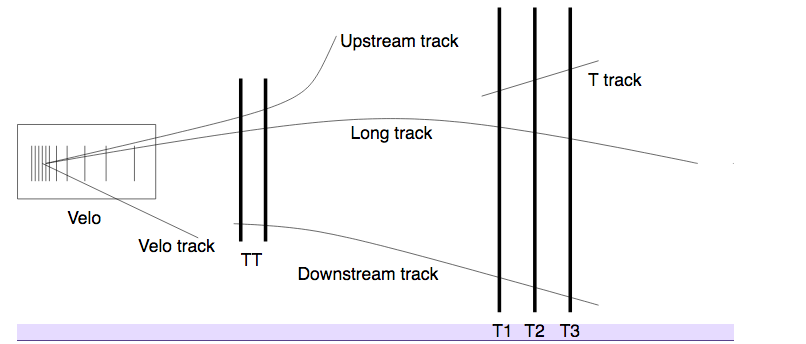 Upstream track
T track
Long track
Velo
Velo track
TT
Downstream track
T1 T2 T3